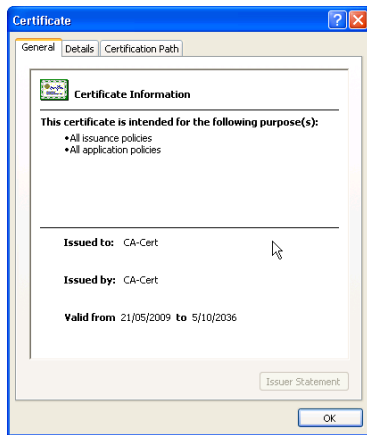 Certificate
General Details Certification Path
Certificate Information
This certificate is intended for the following purpose(s):
•All issuance policies
•All application policies
Issued to: CA-Cert
Issued by: CA-Cert
Valid from 21/05/2009 to 5/10/2036
Issuer Statement
OK